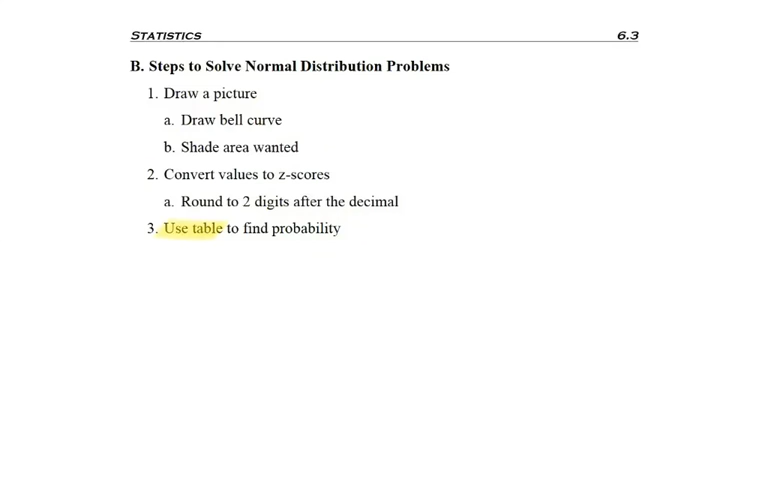 STATISTICS 6.3
B. Steps to Solve Normal Distribution Problems
1. Draw a picture
a. Draw bell curve
b. Shade area wanted
2. Convert values to z-scores
a. Round to 2 digits after the decimal
3. Use table to find probability